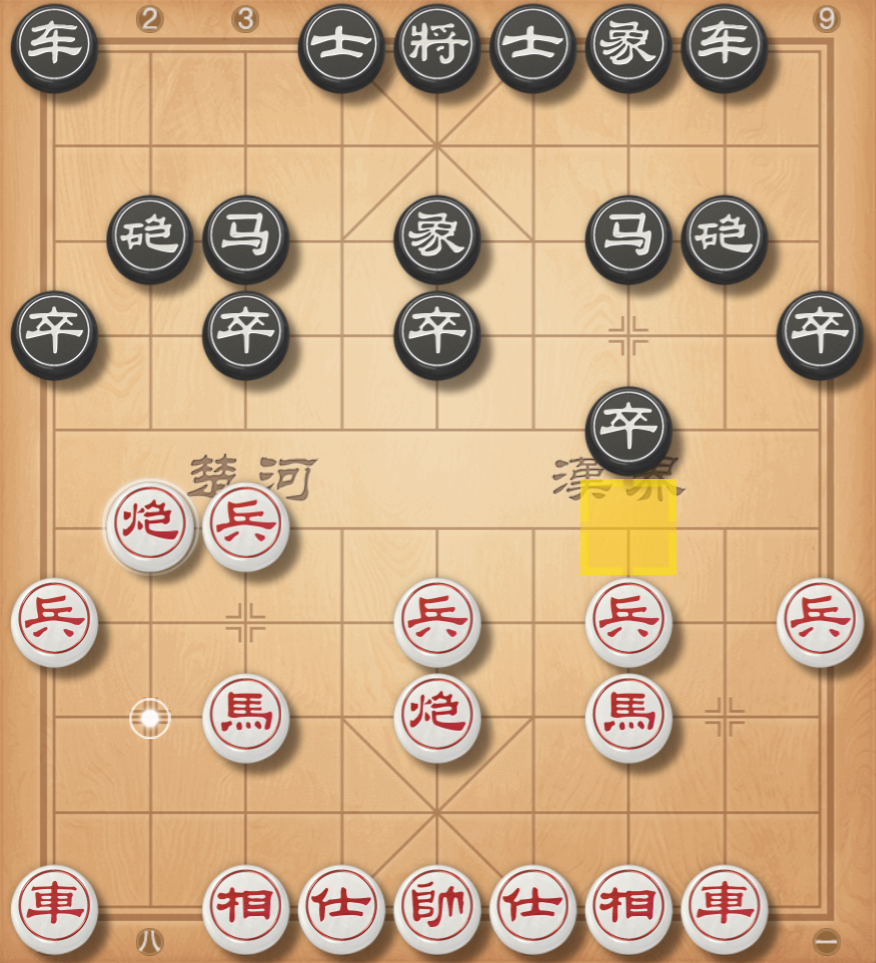 2 3 9
车 士 将 士 象 车
砲 马 象 马 砲
卒 卒 卒 卒
卒
楚河 漢界
炮 兵
兵 兵 兵 兵
馬 炮 馬
車 相 仕 帥 仕 相 車
八 一